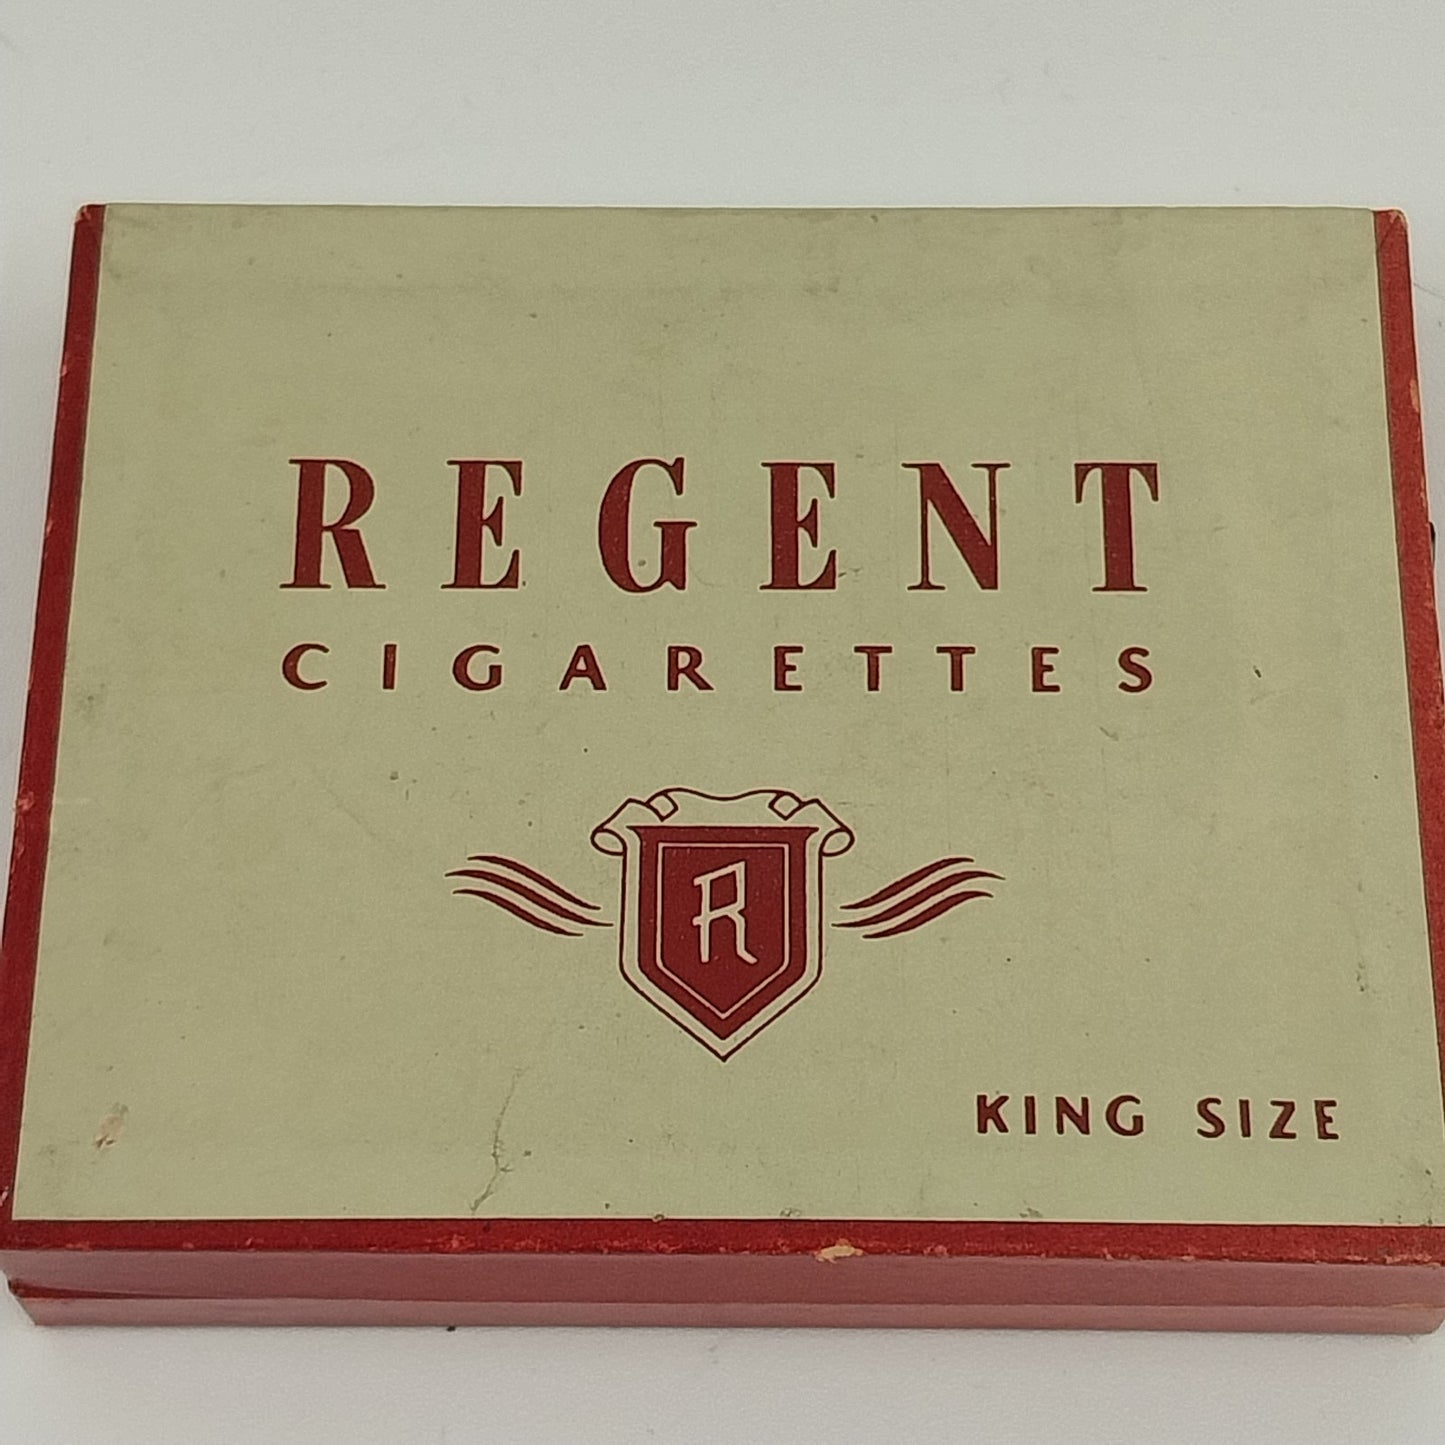 REGENT
CIGARETTES
R
KING SIZE